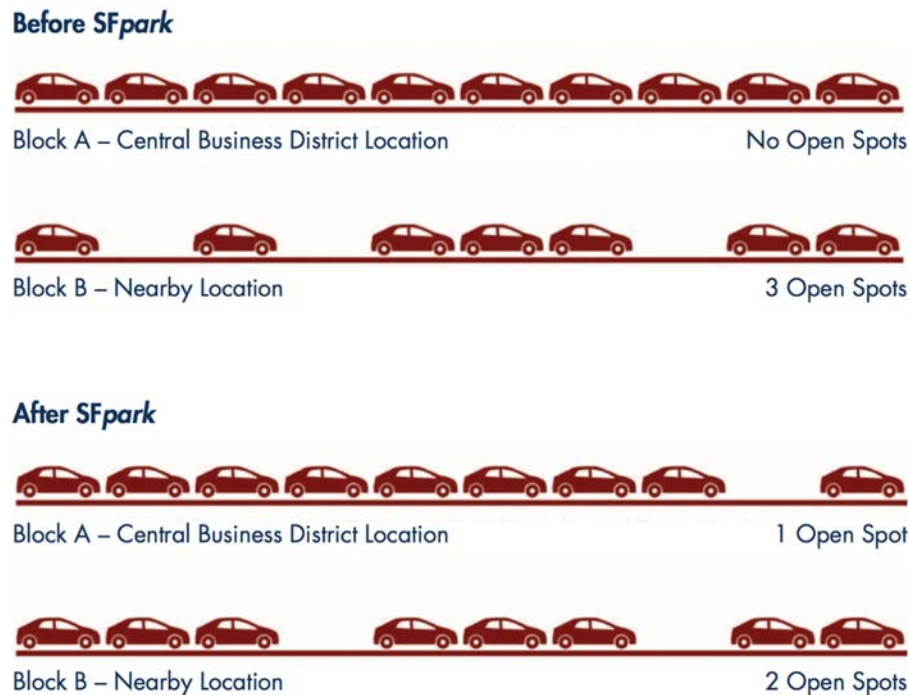 Before SFpark
Block A – Central Business District Location No Open Spots
Block B – Nearby Location 3 Open Spots
After SFpark
Block A – Central Business District Location 1 Open Spot
Block B – Nearby Location 2 Open Spots